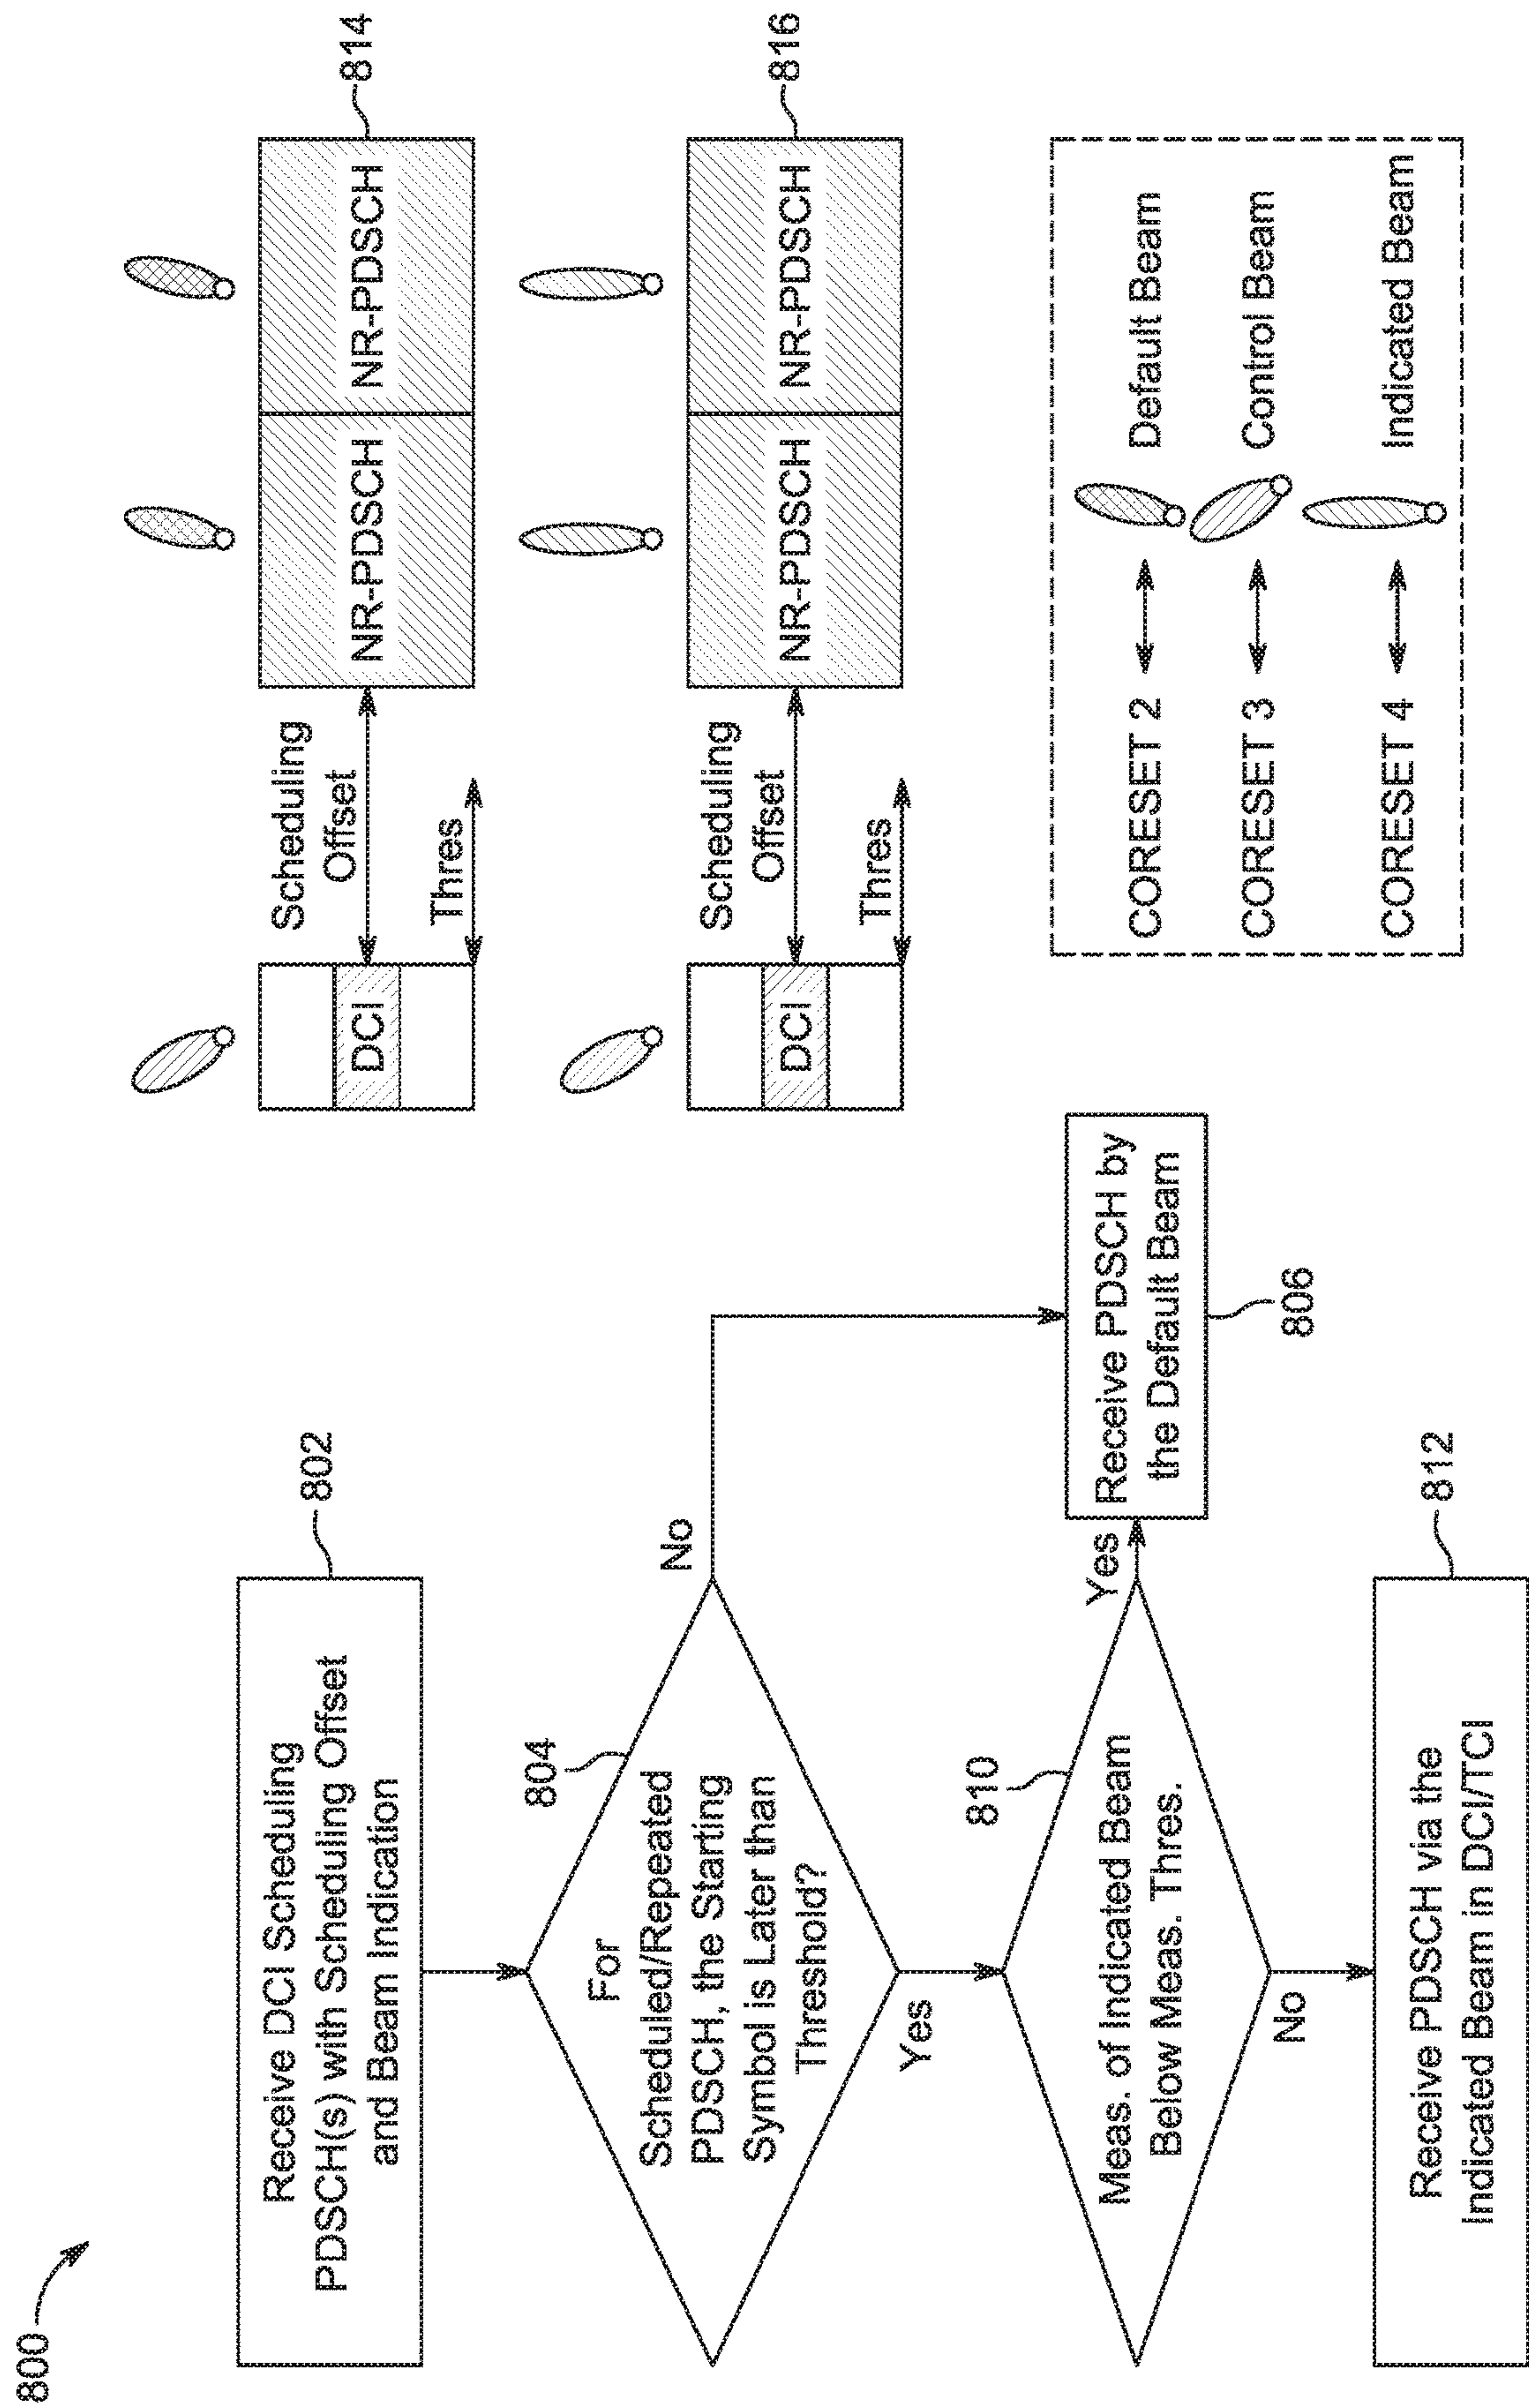 800
802
Receive DCI Scheduling
PDSCH(s) with Scheduling Offset
and Beam Indication
804
For
Scheduled/Repeated
PDSCH, the Starting
Symbol is Later than
Threshold?
No
Yes
810
Meas. of Indicated Beam
Below Meas. Thres.
Yes
No
Receive PDSCH by
the Default Beam
806
812
Receive PDSCH via the
Indicated Beam in DCI/TCI
DCI
Scheduling
Offset
Thres
NR-PDSCH
NR-PDSCH
814
DCI
Scheduling
Offset
Thres
NR-PDSCH
NR-PDSCH
816
CORESET 2
Default Beam
CORESET 3
Control Beam
CORESET 4
Indicated Beam